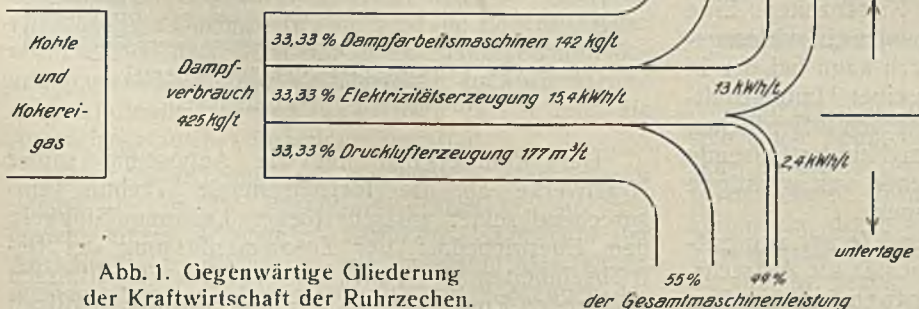 Kohle
und
Kokerei-
gas
Dampf-
verbrauch
425 kg/t
33,33 % Dampfarbeitsmaschinen 142 kg/t
33,33 % Elektrizitätserzeugung 15,4 kWh/t
33,33 % Drucklufterzeugung 177 m³/t
13 kWh/t
2,4 kWh/t
untertage
55 %
44 %
der Gesamtmaschinenleistung
Abb. 1. Gegenwärtige Gliederung
der Kraftwirtschaft der Ruhrzechen.